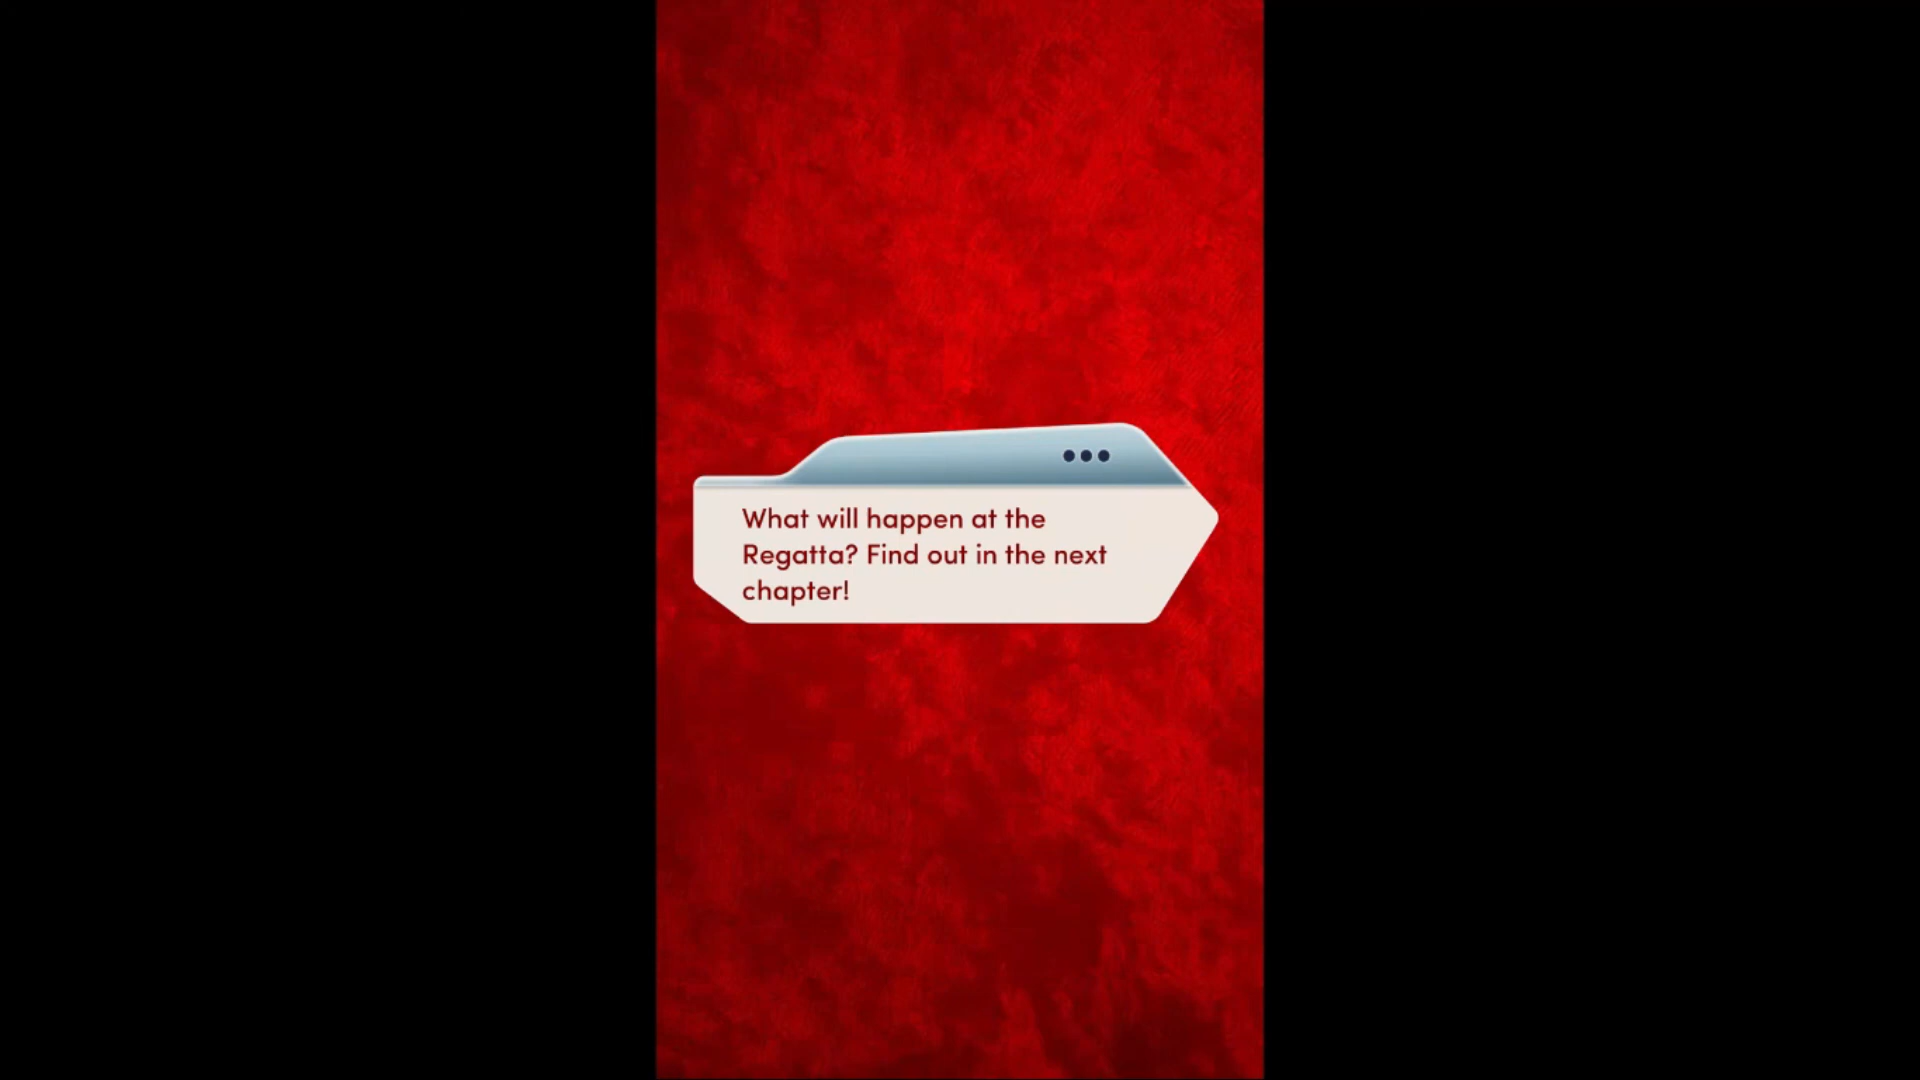 What will happen at the
Regatta? Find out in the next
chapter!